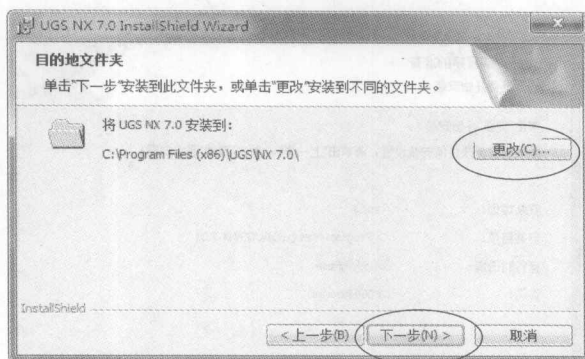 UGS NX 7.0 InstallShield Wizard
目的地文件夹
单击"下一步"安装到此文件夹，或单击"更改"安装到不同的文件夹。
将 UGS NX 7.0 安装到：
C:\Program Files (x86)\UGS\NX 7.0\
更改(C)...
InstallShield
< 上一步(B)
下一步(N) >
取消